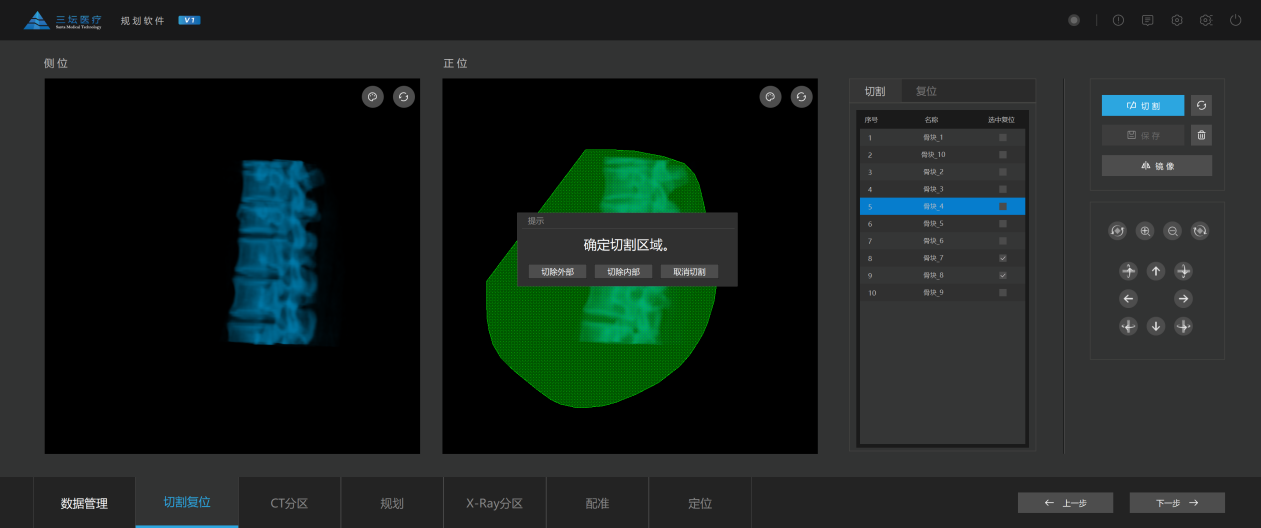 三坛医疗
Santa Medical Technology
规划软件
V1
侧位
正位
切割 复位
序号 名称 选中复位
1 骨块_1
2 骨块_10
3 骨块_2
4 骨块_3
5 骨块_4
6 骨块_5
7 骨块_6
8 骨块_7
9 骨块_8
10 骨块_9
切割
保存
镜像
提示
确定切割区域。
切除外部 切除内部 取消切割
数据管理 切割复位 CT分区 规划 X-Ray分区 配准 定位
上一步 下一步